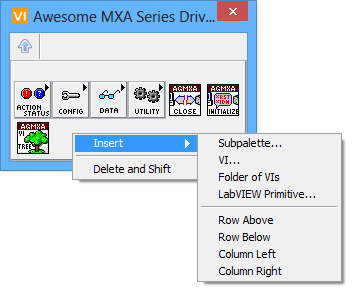 VI Awesome MXA Series Driv...
ACTION STATUS
CONFIG
DATA
UTILITY
AGMXA
CLOSE
AGMXA
INITIALIZE
AGMXA
VI
TREE
Insert
Delete and Shift
Subpalette...
VI...
Folder of VIs
LabVIEW Primitive...
Row Above
Row Below
Column Left
Column Right